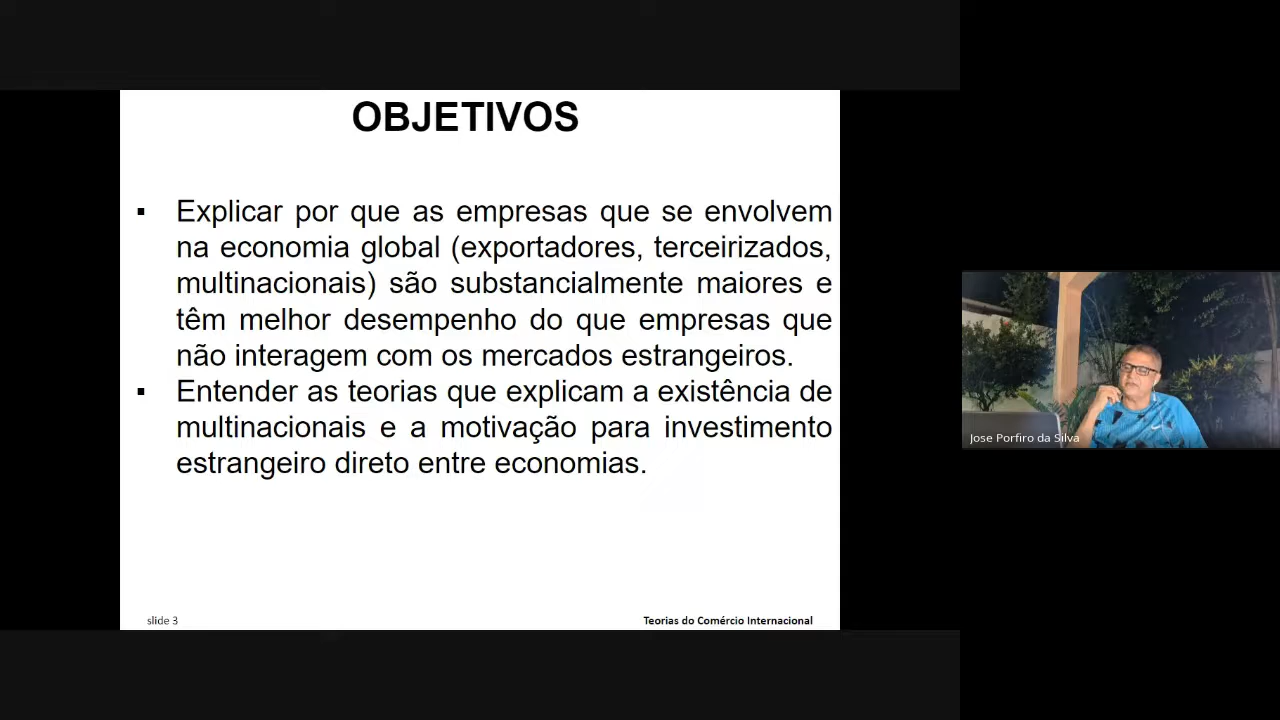 OBJETIVOS
▪ Explicar por que as empresas que se envolvem
na economia global (exportadores, terceirizados,
multinacionais) são substancialmente maiores e
têm melhor desempenho do que empresas que
não interagem com os mercados estrangeiros.
▪ Entender as teorias que explicam a existência de
multinacionais e a motivação para investimento
estrangeiro direto entre economias.
slide 3
Teorias do Comércio Internacional
Jose Porfiro da Silva